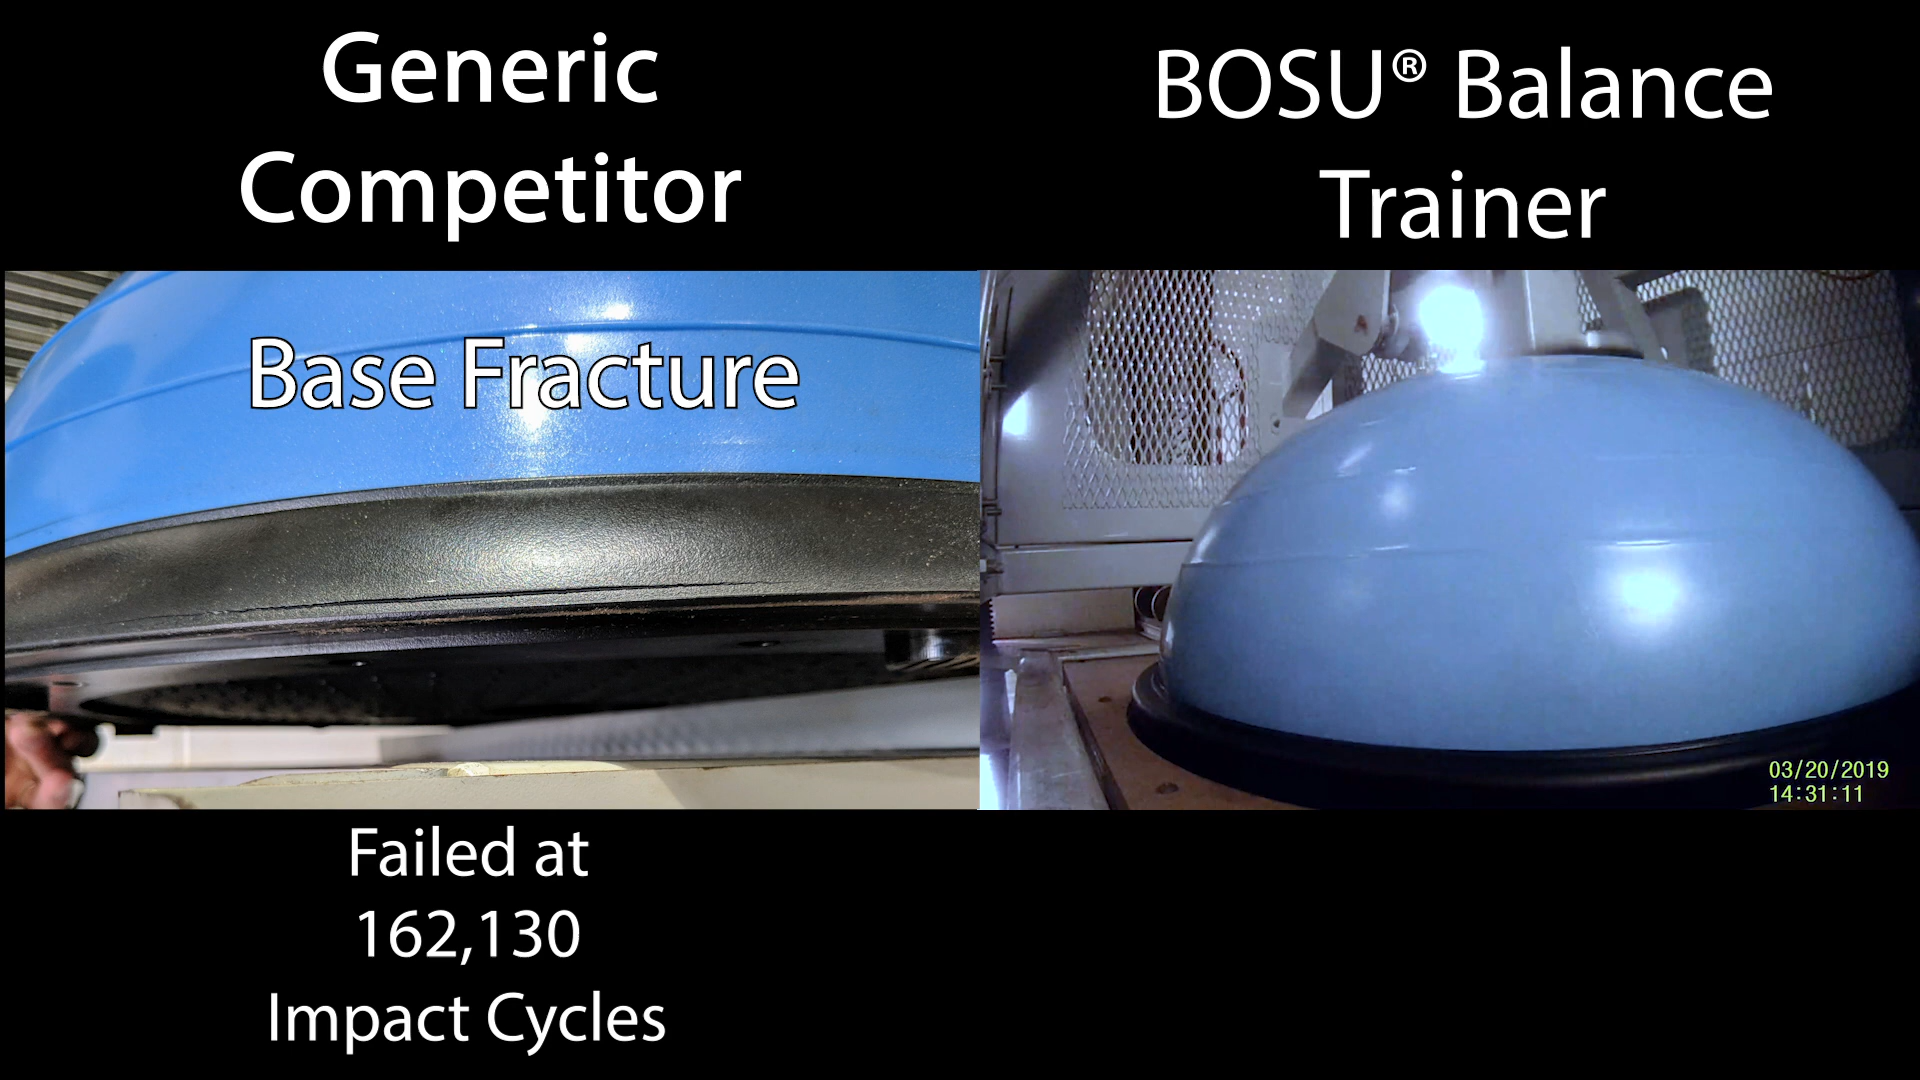 Generic
Competitor
BOSU® Balance
Trainer
Base Fracture
03/20/2019
14:31:11
Failed at
162,130
Impact Cycles